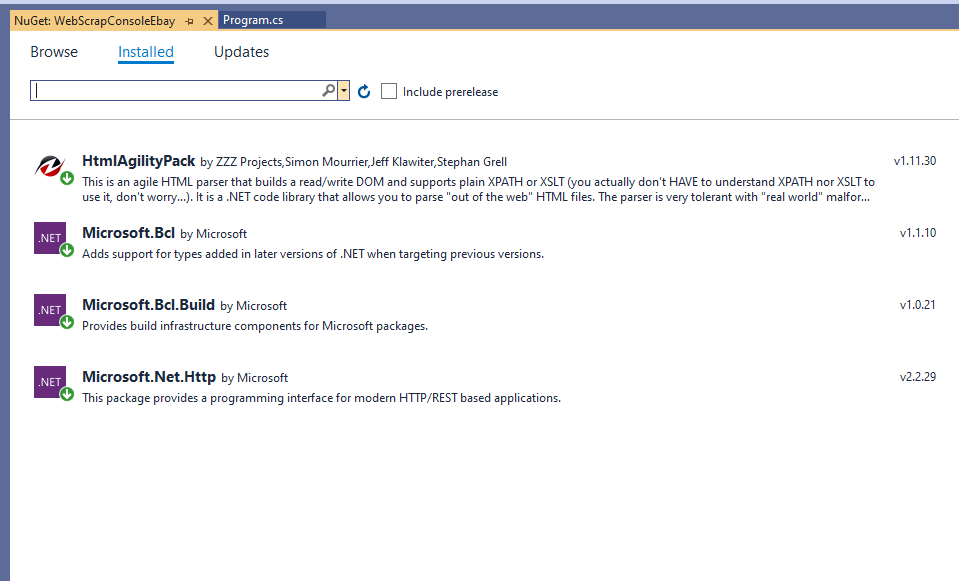 NuGet: WebScrapConsoleEbay
Program.cs
Browse Installed Updates
Include prerelease
HtmlAgilityPack by ZZZ Projects,Simon Mourrier,Jeff Klawiter,Stephan Grell v1.11.30
This is an agile HTML parser that builds a read/write DOM and supports plain XPATH or XSLT (you actually don't HAVE to understand XPATH nor XSLT to
use it, don't worry...). It is a .NET code library that allows you to parse "out of the web" HTML files. The parser is very tolerant with "real world" malfor...
.NET
Microsoft.Bcl by Microsoft v1.1.10
Adds support for types added in later versions of .NET when targeting previous versions.
.NET
Microsoft.Bcl.Build by Microsoft v1.0.21
Provides build infrastructure components for Microsoft packages.
.NET
Microsoft.Net.Http by Microsoft v2.2.29
This package provides a programming interface for modern HTTP/REST based applications.